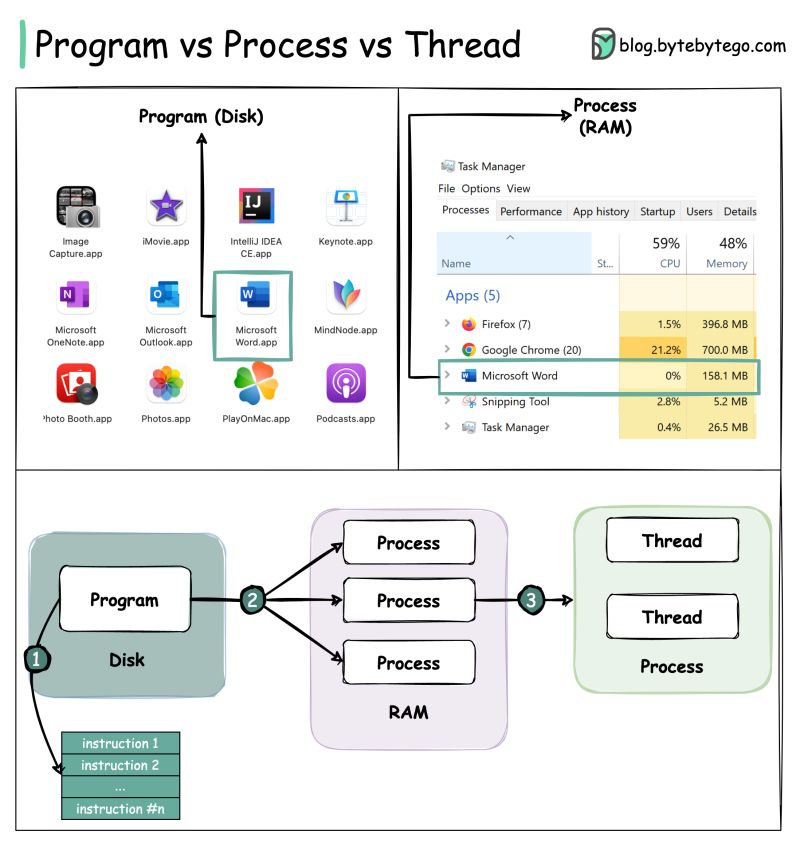 Program vs Process vs Thread
blog.bytebytego.com
Program (Disk)
Image
Capture.app
iMovie.app
IntelliJ IDEA
CE.app
Keynote.app
Microsoft
OneNote.app
Microsoft
Outlook.app
Microsoft
Word.app
MindNode.app
Photo Booth.app
Photos.app
PlayOnMac.app
Podcasts.app
Process
(RAM)
Task Manager
File Options View
Processes Performance App history Startup Users Details
59% 48%
Name St... CPU Memory
Apps (5)
Firefox (7) 1.5% 396.8 MB
Google Chrome (20) 21.2% 700.0 MB
Microsoft Word 0% 158.1 MB
Snipping Tool 2.8% 5.2 MB
Task Manager 0.4% 26.5 MB
Program
Disk
1
instruction 1
instruction 2
...
instruction #n
2
Process
Process
Process
RAM
3
Thread
Thread
Process